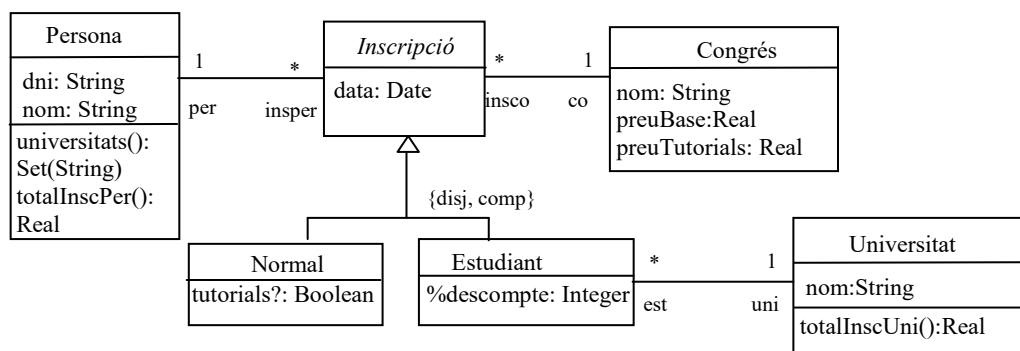 Persona
dni: String
nom: String
universitats():
Set(String)
totalInscPer():
Real
1
per
*
insper
Inscripció
data: Date
*
insco
1
co
Congrés
nom: String
preuBase:Real
preuTutorials: Real
{disj, comp}
Normal
tutorials?: Boolean
Estudiant
%descompte: Integer
*
est
1
uni
Universitat
nom:String
totalInscUni():Real